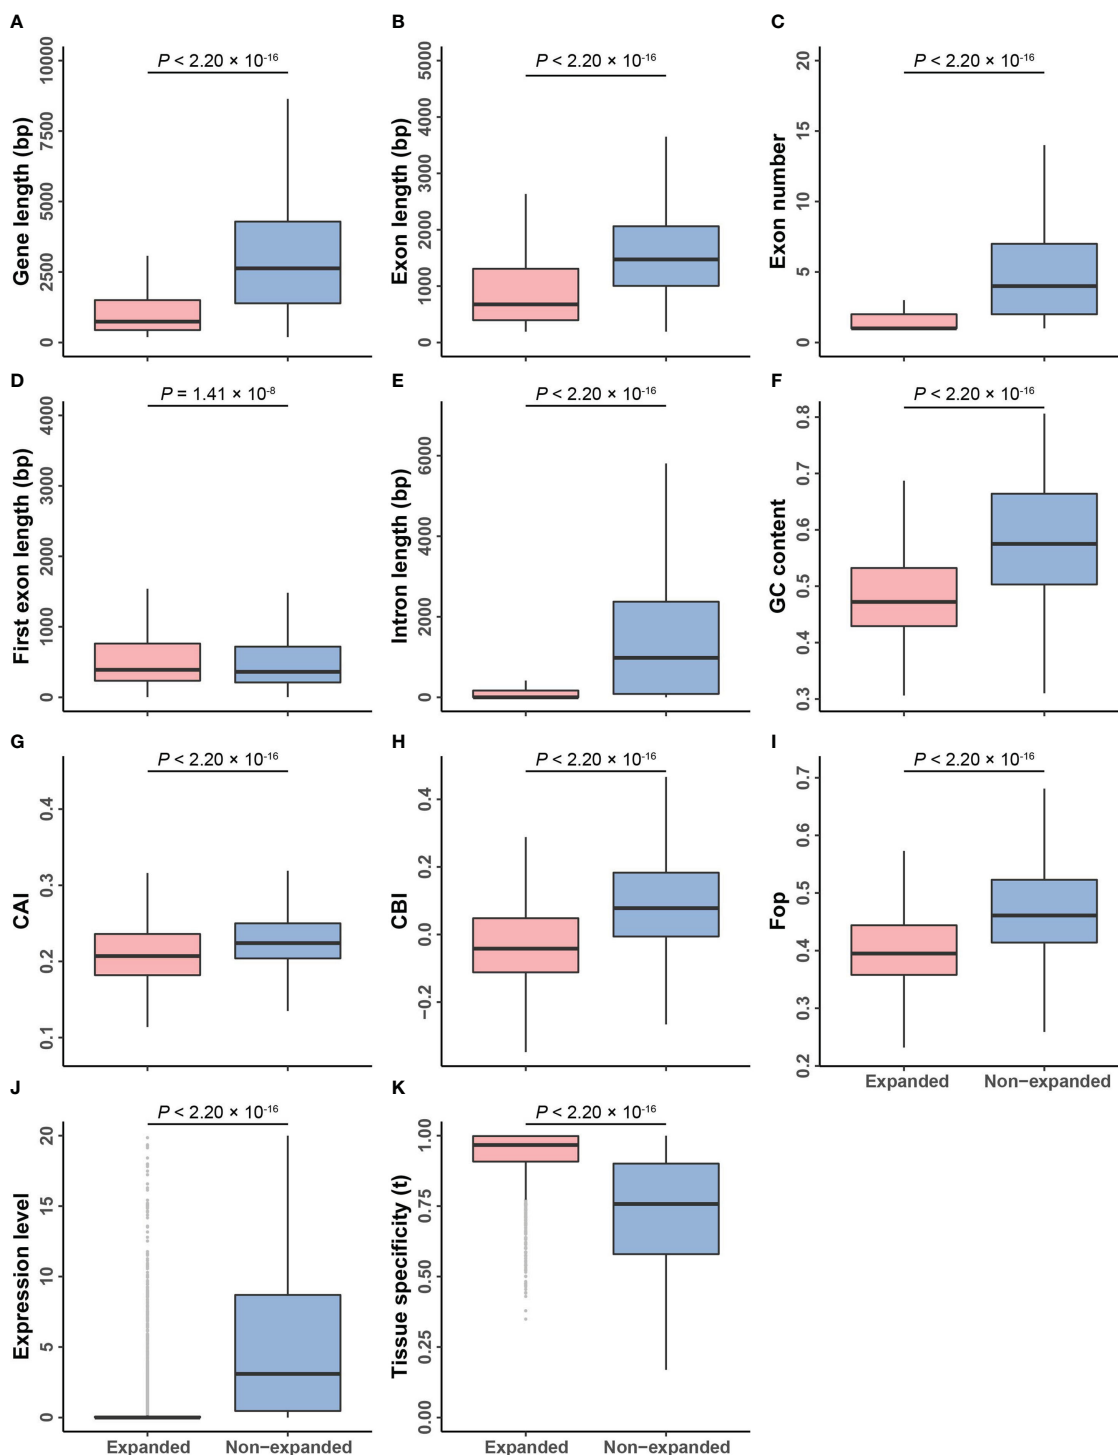 A
P < 2.20 × 10-16
Gene length (bp)
10000
7500
5000
2500
0
B
P < 2.20 × 10-16
Exon length (bp)
5000
4000
3000
2000
1000
0
C
P < 2.20 × 10-16
Exon number
20
15
10
5
0
D
P = 1.41 × 10-8
First exon length (bp)
4000
3000
2000
1000
0
E
P < 2.20 × 10-16
Intron length (bp)
6000
4000
2000
0
F
P < 2.20 × 10-16
GC content
0.8
0.7
0.6
0.5
0.4
0.3
G
P < 2.20 × 10-16
CAI
0.4
0.3
0.2
0.1
H
P < 2.20 × 10-16
CBI
0.4
0.2
0.0
−0.2
I
P < 2.20 × 10-16
Fop
0.7
0.6
0.5
0.4
0.3
0.2
Expanded Non−expanded
J
P < 2.20 × 10-16
Expression level
20
15
10
5
0
Expanded Non−expanded
K
P < 2.20 × 10-16
Tissue specificity (t)
1.00
0.75
0.50
0.25
0.00
Expanded Non−expanded